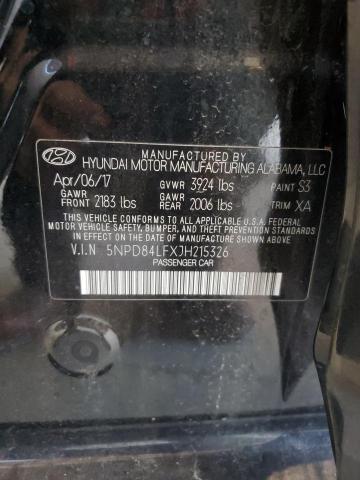 MANUFACTURED BY
HYUNDAI MOTOR MANUFACTURING ALABAMA, LLC
Apr/06/17 GVWR 3924 lbs PAINT S3
GAWR FRONT 2183 lbs GAWR REAR 2006 lbs TRIM XA
THIS VEHICLE CONFORMS TO ALL APPLICABLE U.S.A. FEDERAL
MOTOR VEHICLE SAFETY, BUMPER, AND THEFT PREVENTION
STANDARDS IN EFFECT ON THE DATE OF MANUFACTURE SHOWN ABOVE.
V.I.N 5NPD84LFXJH215326
PASSENGER CAR